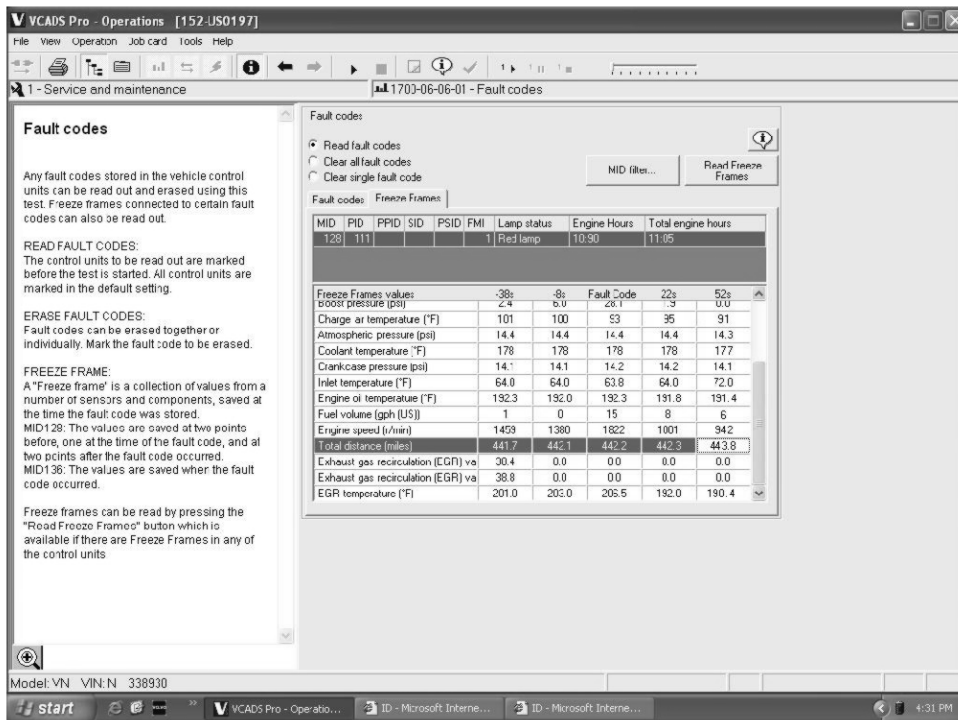 VCADS Pro - Operations [152-US0197]
File View Operation Job card Tools Help
1 - Service and maintenance
1700-06-06-01 - Fault codes
Fault codes
Any fault codes stored in the vehicle control
units can be read out and erased using this
test. Freeze frames connected to certain fault
codes can also be read out.
READ FAULT CODES:
The control units to be read out are marked
before the test is started. All control units are
marked in the default setting.
ERASE FAULT CODES:
Fault codes can be erased together or
individually. Mark the fault code to be erased.
FREEZE FRAME:
A "Freeze frame' is a collection of values from a
number of sensors and components, saved at
the time the fault code was stored.
MID128: The values are saved at two points
before, one at the time of the fault code, and at
two points after the fault code occurred.
MID136: The values are saved when the fault
code occurred.
Freeze frames can be read by pressing the
"Read Freeze Frames" button which is
available if there are Freeze Frames in any of
the control units
Fault codes
Read fault codes
Clear all fault codes
Clear single fault code
MID filter...
Read Freeze
Frames
Fault codes Freeze Frames
MID PID PPID SID PSID FMI Lamp status Engine Hours Total engine hours
128 111 1 Red lamp 10:90 11:05
Freeze Frames values -38s -8s Fault Code 22s 52s
Boost pressure (psi) 2.4 6.0 28.1 .9 0.0
Charge ar temperature (°F) 101 100 93 95 91
Atmospheric pressure (psi) 14.4 14.4 14.4 14.4 14.3
Coolant temperature (°F) 178 178 178 178 177
Crankcase pressure (psi) 14.1 14.1 14.2 14.2 14.1
Inlet temperature (°F) 64.0 64.0 63.8 64.0 72.0
Engine oil temperature (°F) 192.3 192.0 192.3 191.8 191.4
Fuel volume (gph (US)) 1 0 15 8 6
Engine speed (r/min) 1459 1380 1822 1001 942
Total distance (miles) 441.7 442.1 442.2 442.3 443.8
Exhaust gas recirculation (EGR) va 30.4 0.0 0.0 0.0 0.0
Exhaust gas recirculation (EGR) va 38.8 0.0 0.0 0.0 0.0
EGR temperature (°F) 201.0 203.0 206.5 192.0 190.4
Model: VN VIN: N 338930
start
VCADS Pro - Operatio...
ID - Microsoft Interne...
ID - Microsoft Interne...
4:31 PM